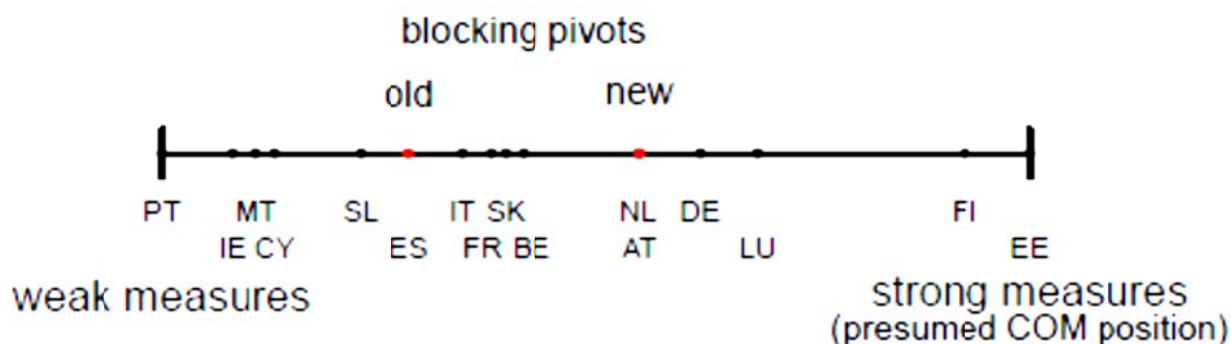 blocking pivots
old new
PT MT SL IT SK NL DE FI
IE CY ES FR BE AT LU EE
weak measures strong measures
(presumed COM position)